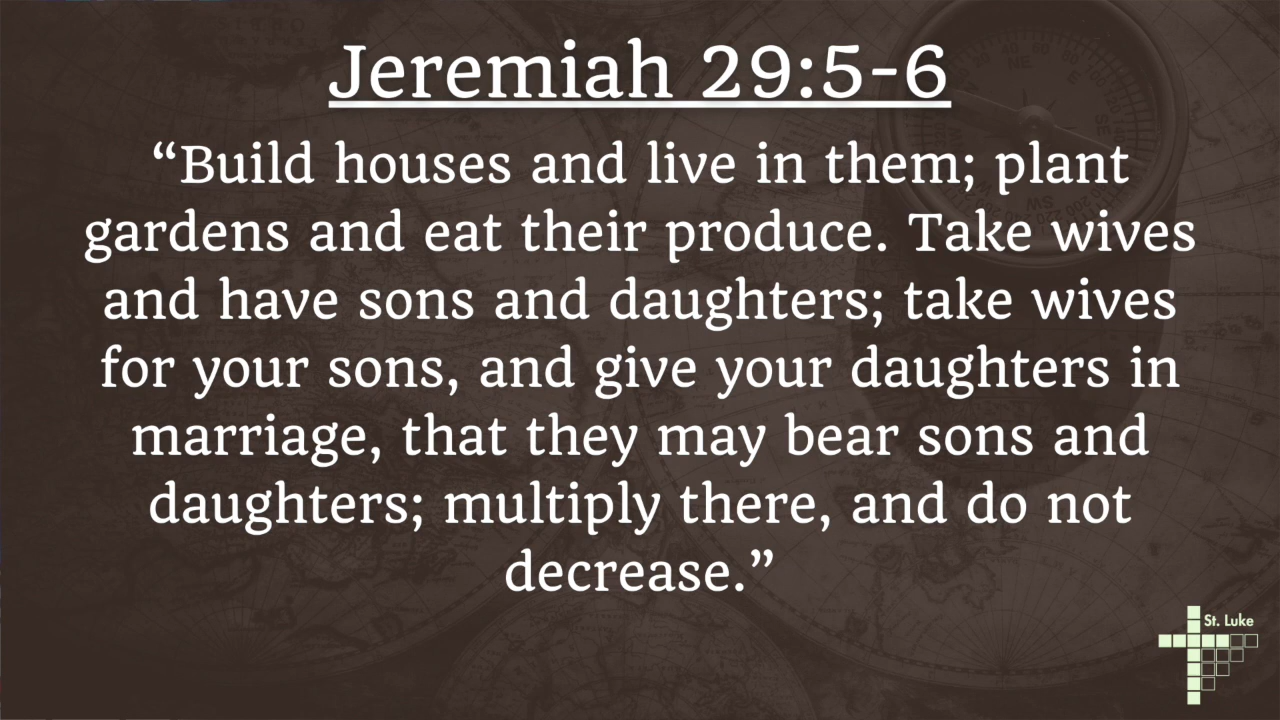 Jeremiah 29:5-6
“Build houses and live in them; plant
gardens and eat their produce. Take wives
and have sons and daughters; take wives
for your sons, and give your daughters in
marriage, that they may bear sons and
daughters; multiply there, and do not
decrease.”
St. Luke